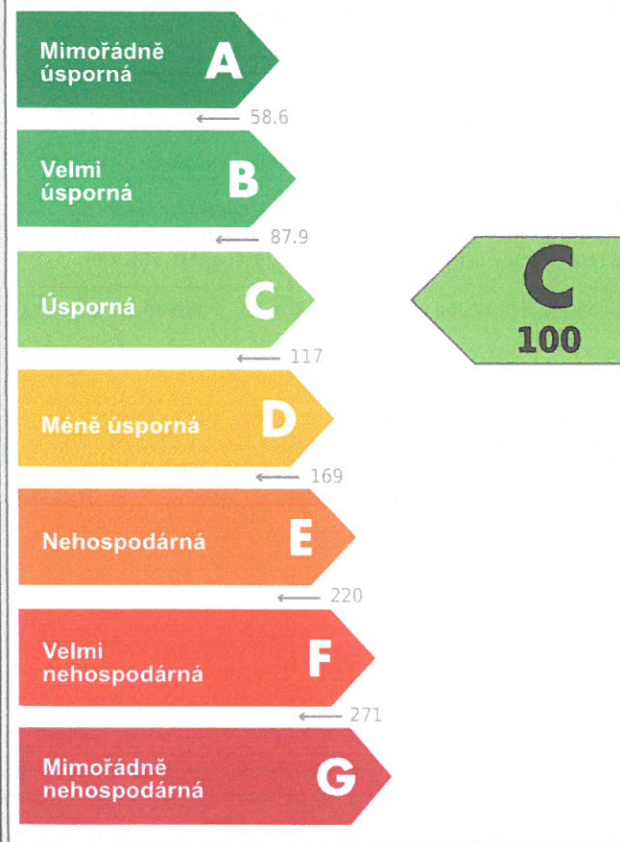 Mimořádně
úsporná
A
58.6
Velmi
úsporná
B
87.9
Úsporná
C
117
C
100
Méně úsporná
D
169
Nehospodárná
E
220
Velmi
nehospodárná
F
271
Mimořádně
nehospodárná
G